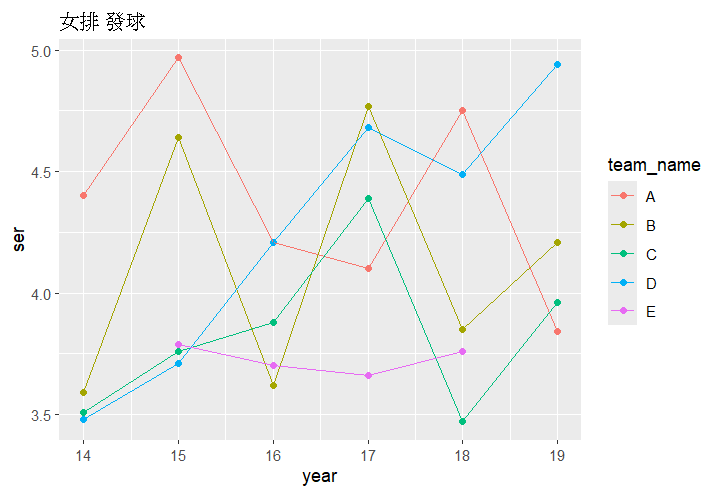 女排 發球
5.0
4.5
4.0
3.5
ser
14 15 16 17 18 19
year
team_name
A
B
C
D
E